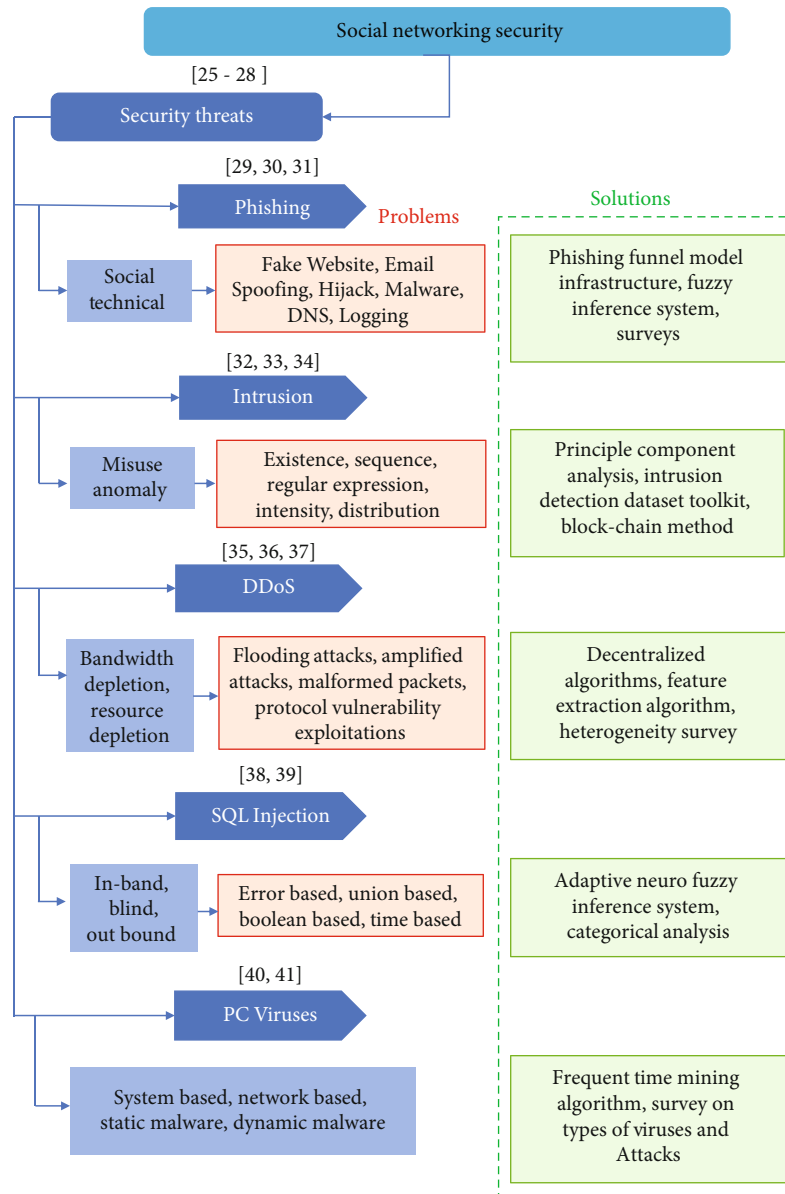 Social networking security
[25 - 28 ]
Security threats
[29, 30, 31]
Phishing
Problems
Solutions
Social
technical
Fake Website, Email
Spoofing, Hijack, Malware,
DNS, Logging
Phishing funnel model
infrastructure, fuzzy
inference system,
surveys
[32, 33, 34]
Intrusion
Misuse
anomaly
Existence, sequence,
regular expression,
intensity, distribution
Principle component
analysis, intrusion
detection dataset toolkit,
block-chain method
[35, 36, 37]
DDoS
Bandwidth
depletion,
resource
depletion
Flooding attacks, amplified
attacks, malformed packets,
protocol vulnerability
exploitations
Decentralized
algorithms, feature
extraction algorithm,
heterogeneity survey
[38, 39]
SQL Injection
In-band,
blind,
out bound
Error based, union based,
boolean based, time based
Adaptive neuro fuzzy
inference system,
categorical analysis
[40, 41]
PC Viruses
System based, network based,
static malware, dynamic malware
Frequent time mining
algorithm, survey on
types of viruses and
Attacks